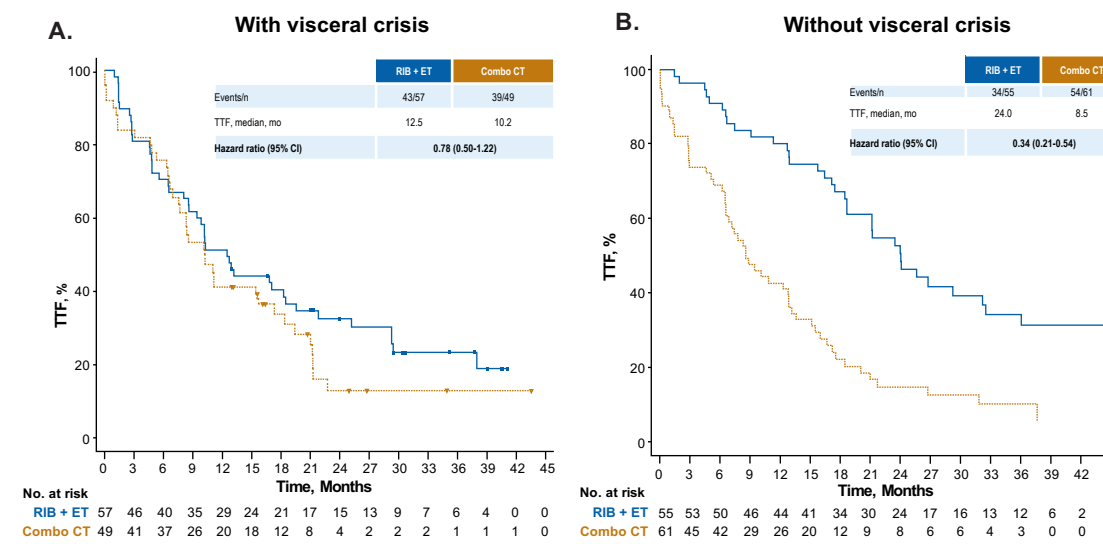 A.
With visceral crisis
RIB + ET Combo CT
Events/n 43/57 39/49
TTF, median, mo 12.5 10.2
Hazard ratio (95% CI) 0.78 (0.50-1.22)
TTF, %
100
80
60
40
20
0
0 3 6 9 12 15 18 21 24 27 30 33 36 39 42 45
Time, Months
No. at risk
RIB + ET 57 46 40 35 29 24 21 17 15 13 9 7 6 4 0 0
Combo CT 49 41 37 26 20 18 12 8 4 2 2 2 1 1 1 0
B.
Without visceral crisis
RIB + ET Combo CT
Events/n 34/55 54/61
TTF, median, mo 24.0 8.5
Hazard ratio (95% CI) 0.34 (0.21-0.54)
TTF, %
100
80
60
40
20
0
0 3 6 9 12 15 18 21 24 27 30 33 36 39 42
Time, Months
No. at risk
RIB + ET 55 53 50 46 44 41 34 30 24 17 16 13 12 6 2
Combo CT 61 45 42 29 26 20 12 9 8 6 6 4 3 0 0